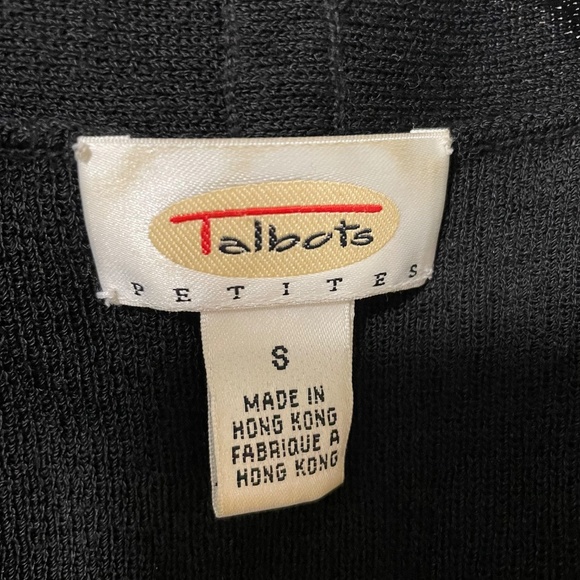 Talbots
PETITES
S
MADE IN
HONG KONG
FABRIQUE A
HONG KONG